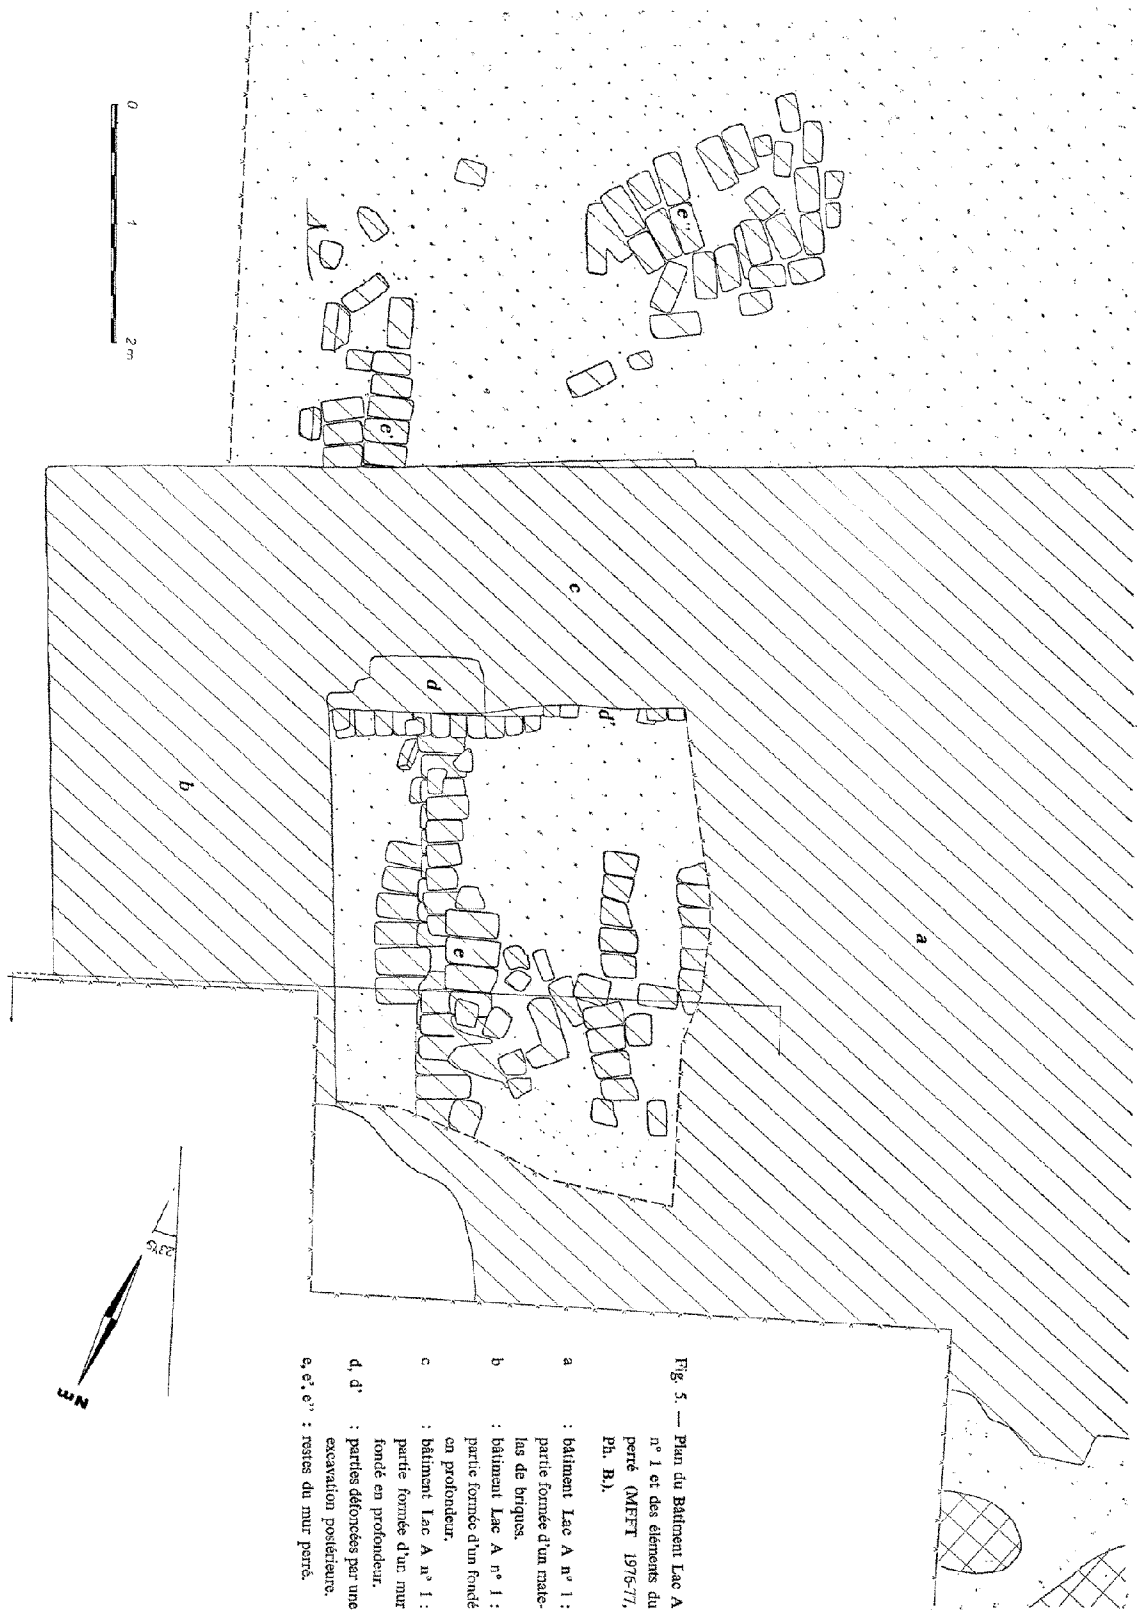 0 1 2m
e''
e'
c
d
d'
b
e
a
Nm
Fig. 5. — Plan du Bâtiment Lac A
n° 1 et des éléments du
perré (MFFT 1976-77,
Ph. B.).
a : bâtiment Lac A n° 1 :
partie formée d'un mate-
las de briques.
b : bâtiment Lac A n° 1 :
partie formée d'un fondé
en profondeur.
c : bâtiment Lac A n° 1 :
partie formée d'un mur
fondé en profondeur.
d, d' : parties défoncées par une
excavation postérieure.
e, e', e'' : restes du mur perré.